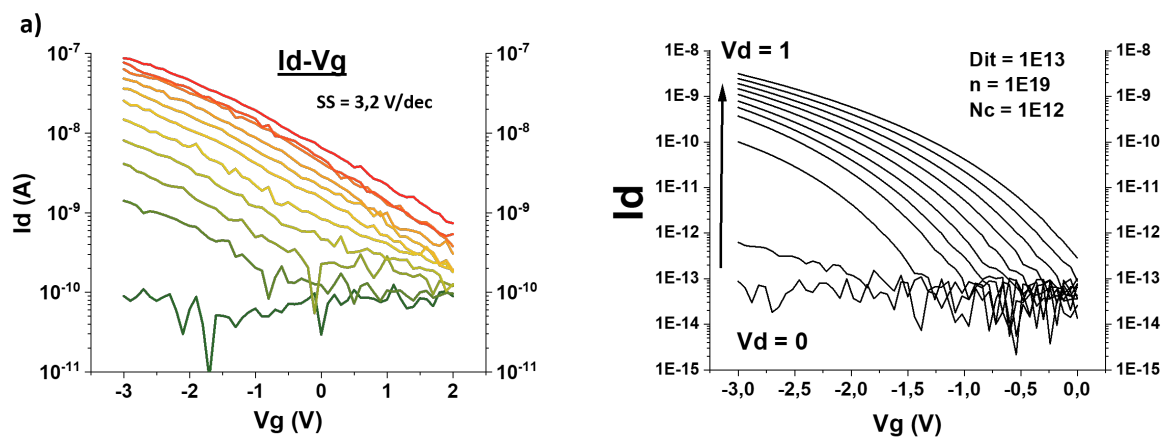 a)
Id-Vg
SS = 3,2 V/dec
Id (A)
10⁻⁷
10⁻⁸
10⁻⁹
10⁻¹⁰
10⁻¹¹
10⁻⁷
10⁻⁸
10⁻⁹
10⁻¹⁰
10⁻¹¹
-3
-2
-1
0
1
2
Vg (V)
Vd = 1
Dit = 1E13
n = 1E19
Nc = 1E12
Vd = 0
Id
1E-8
1E-9
1E-10
1E-11
1E-12
1E-13
1E-14
1E-15
1E-8
1E-9
1E-10
1E-11
1E-12
1E-13
1E-14
1E-15
-3,0
-2,5
-2,0
-1,5
-1,0
-0,5
0,0
Vg (V)